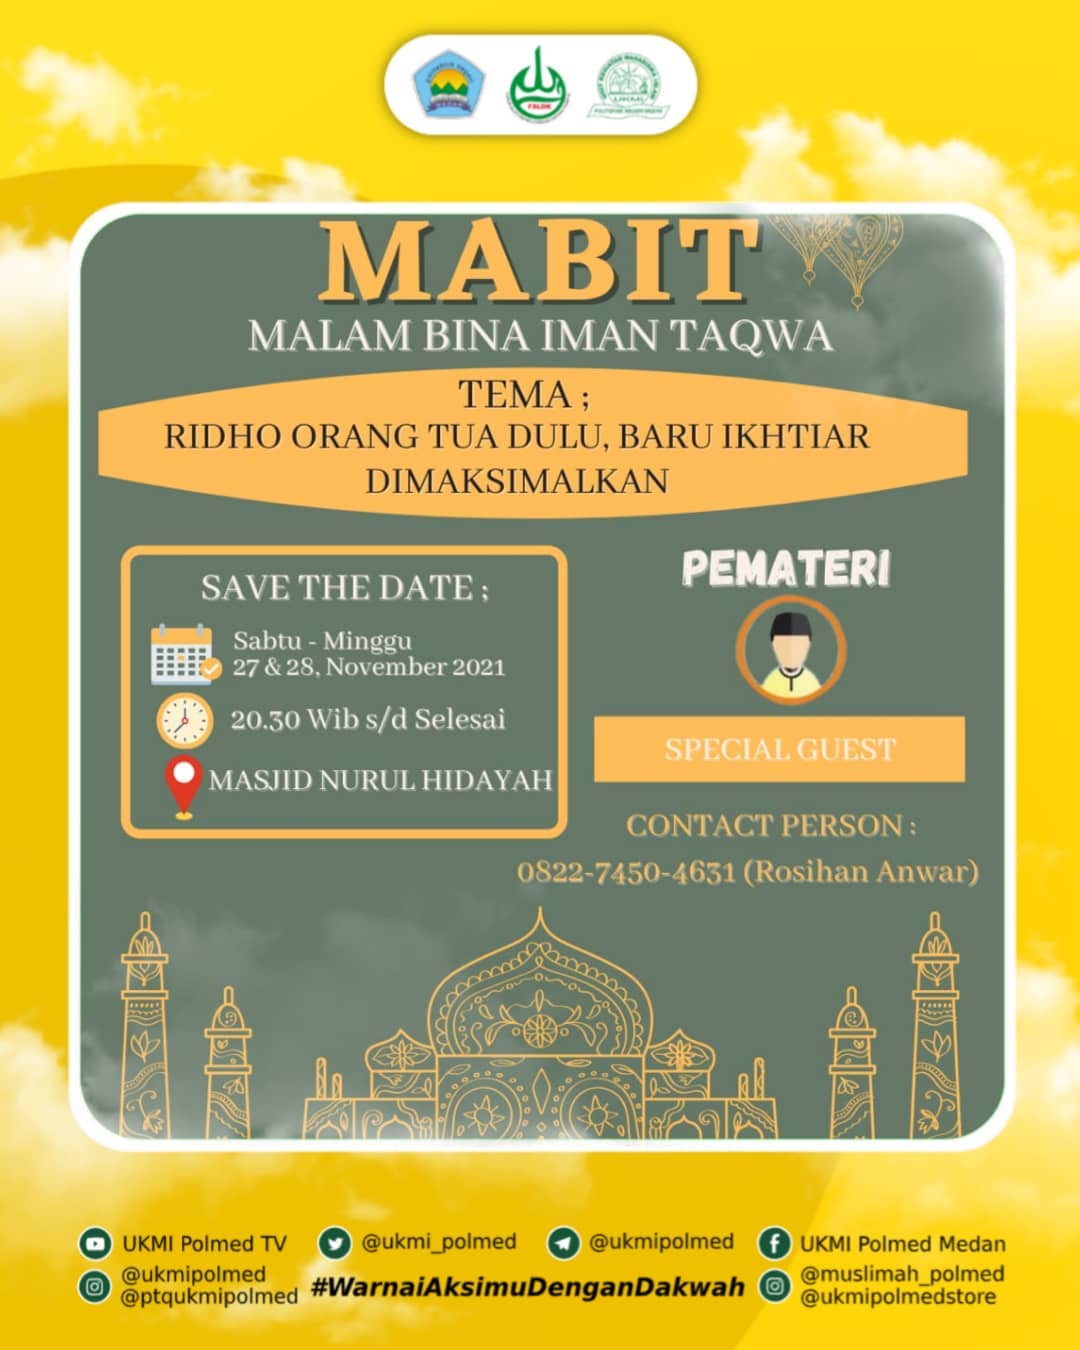 FSLDK
MABIT
MALAM BINA IMAN TAQWA
TEMA ;
RIDHO ORANG TUA DULU, BARU IKHTIAR
DIMAKSIMALKAN
SAVE THE DATE ;
Sabtu - Minggu
27 & 28, November 2021
20.30 Wib s/d Selesai
MASJID NURUL HIDAYAH
PEMATERI
SPECIAL GUEST
CONTACT PERSON :
0822-7450-4631 (Rosihan Anwar)
UKMI Polmed TV
@ukmi_polmed
@ukmipolmed
UKMI Polmed Medan
@ukmipolmed
@ptqukmipolmed
#WarnaiAksimuDenganDakwah
@muslimah_polmed
@ukmipolmedstore